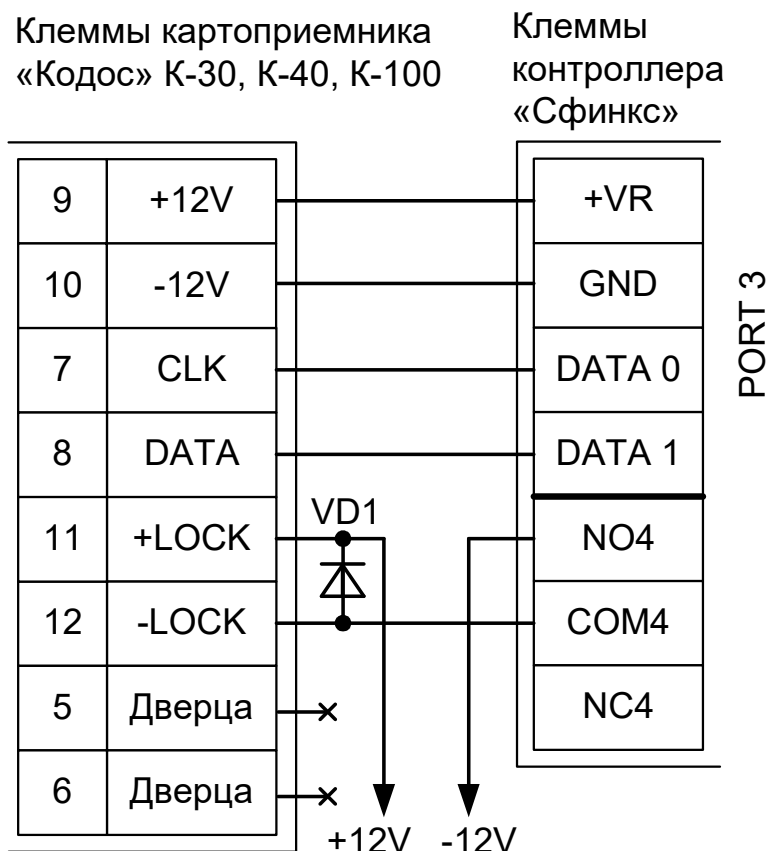 Клеммы картоприемника
«Кодос» К-30, К-40, К-100
Клеммы
контроллера
«Сфинкс»
9 +12V
10 -12V
7 CLK
8 DATA
11 +LOCK
12 -LOCK
5 Дверца
6 Дверца
VD1
+12V -12V
+VR
GND
DATA 0
DATA 1
NO4
COM4
NC4
PORT 3